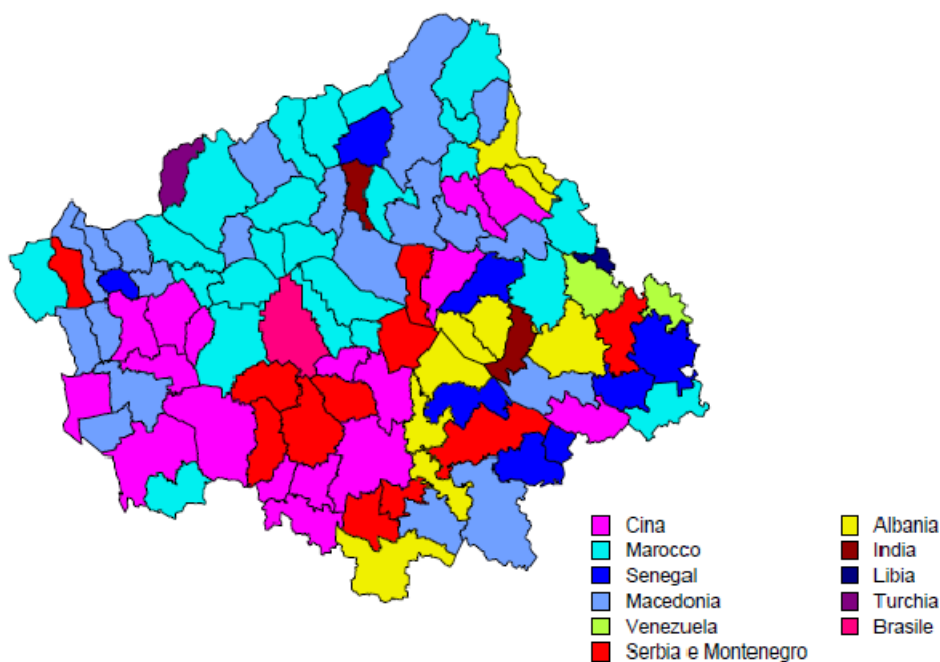 Cina
Marocco
Senegal
Macedonia
Venezuela
Serbia e Montenegro
Albania
India
Libia
Turchia
Brasile